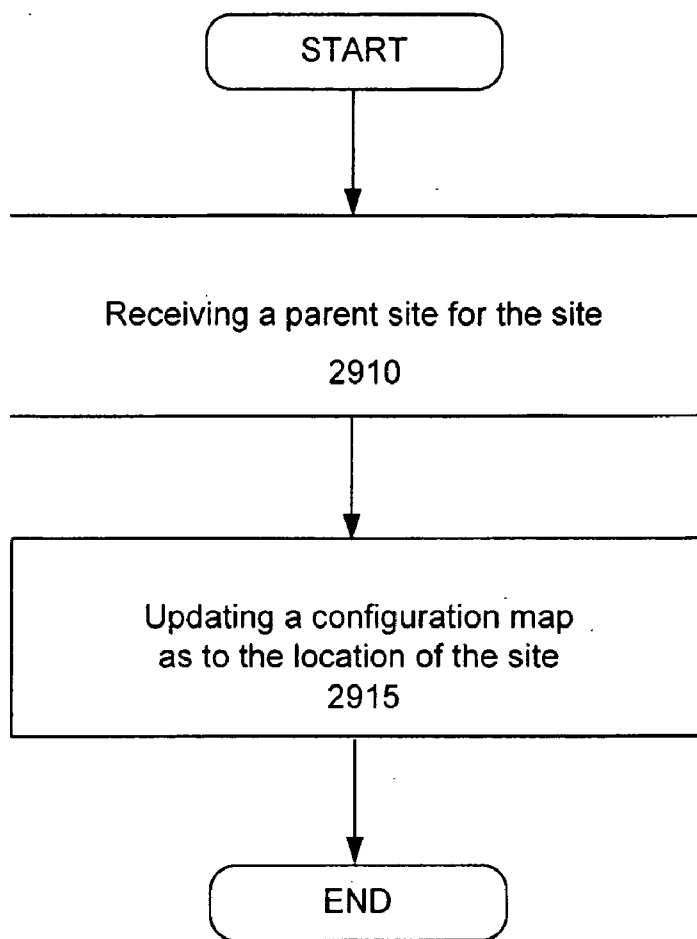 START
Receiving a parent site for the site
2910
Updating a configuration map
as to the location of the site
2915
END